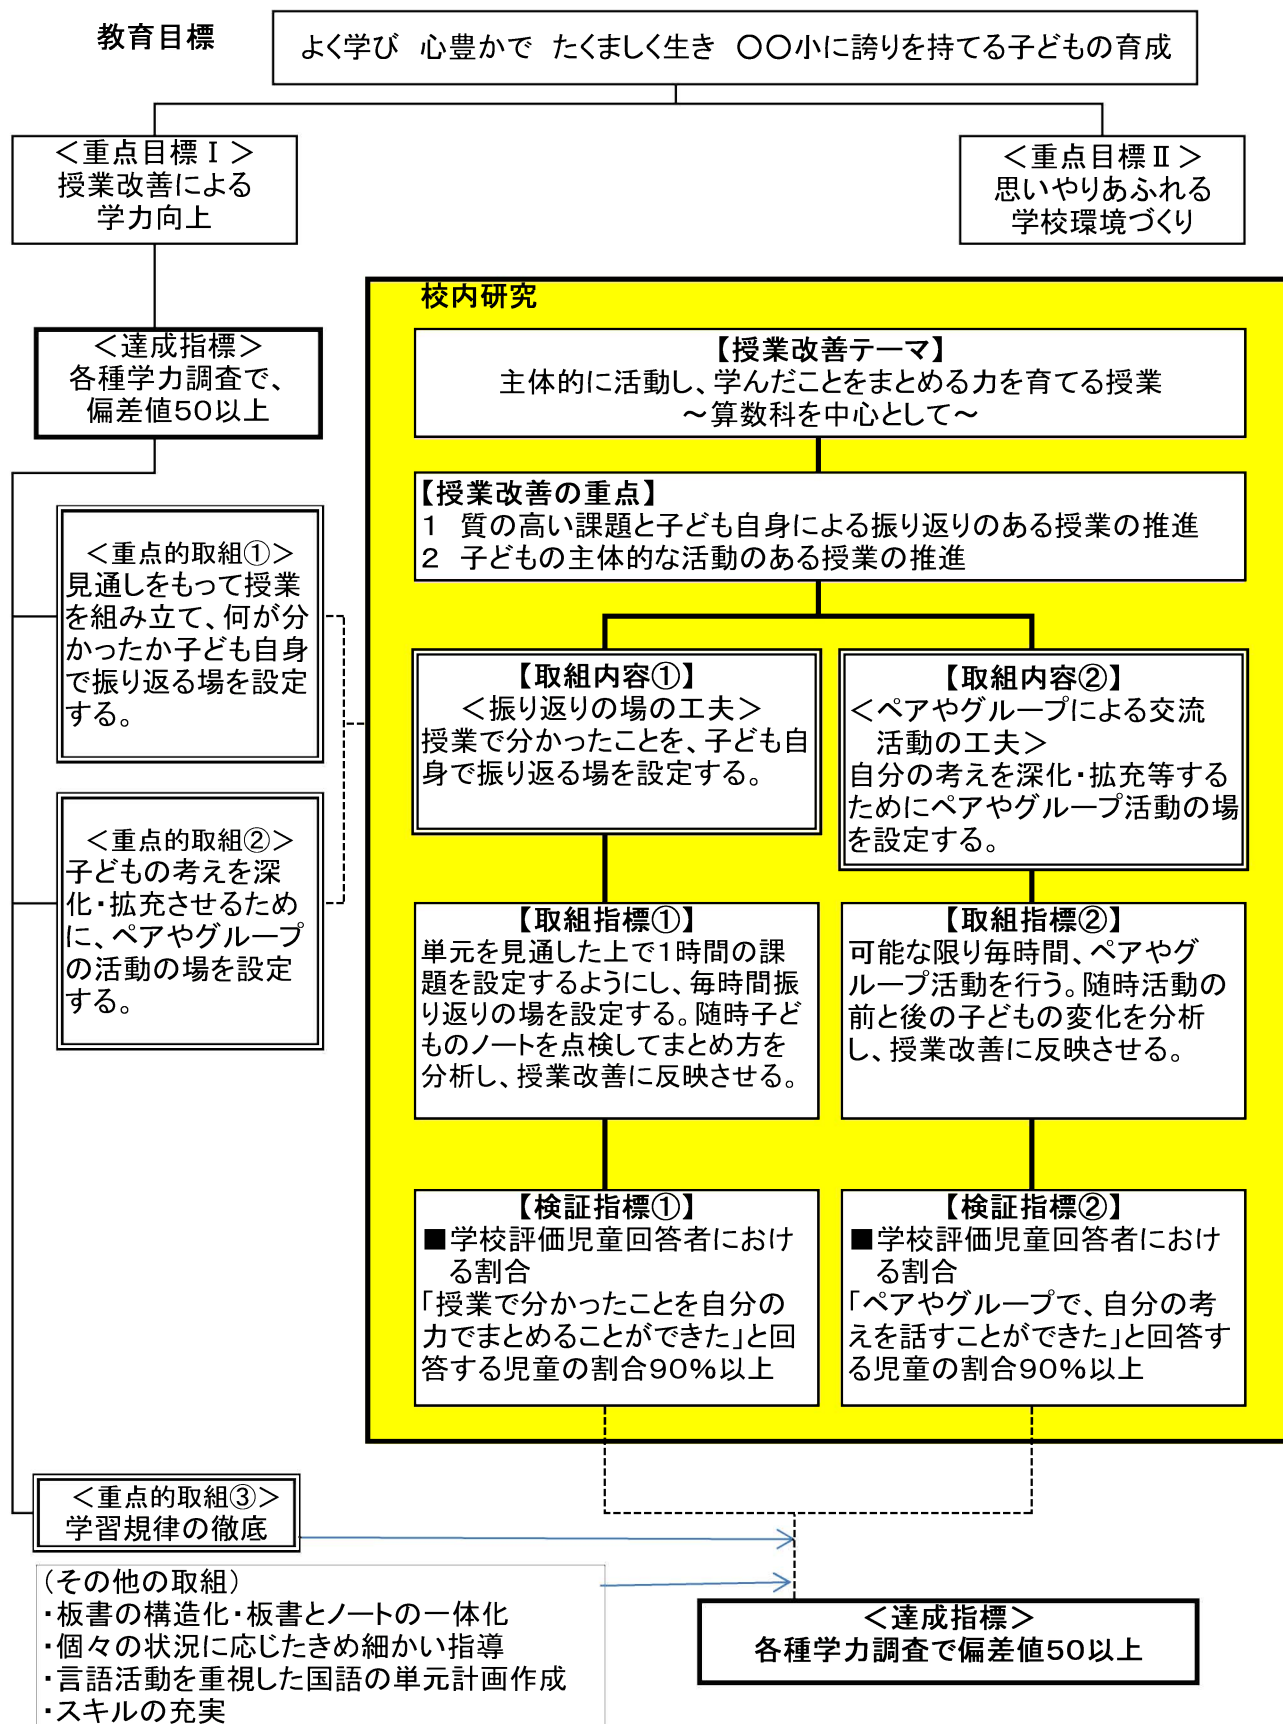 教育目標
よく学び 心豊かで たくましく生き 〇〇小に誇りを持てる子どもの育成
＜重点目標Ⅰ＞
授業改善による
学力向上
＜重点目標Ⅱ＞
思いやりあふれる
学校環境づくり
＜達成指標＞
各種学力調査で、
偏差値50以上
＜重点的取組①＞
見通しをもって授業
を組み立て、何が分
かったか子ども自身
で振り返る場を設定
する。
＜重点的取組②＞
子どもの考えを深
化・拡充させるため
に、ペアやグループ
の活動の場を設定
する。
校内研究
【授業改善テーマ】
主体的に活動し、学んだことをまとめる力を育てる授業
～算数科を中心として～
【授業改善の重点】
1 質の高い課題と子ども自身による振り返りのある授業の推進
2 子どもの主体的な活動のある授業の推進
【取組内容①】
＜振り返りの場の工夫＞
授業で分かったことを、子ども自
身で振り返る場を設定する。
【取組内容②】
＜ペアやグループによる交流
活動の工夫＞
自分の考えを深化・拡充等する
ためにペアやグループ活動の場
を設定する。
【取組指標①】
単元を見通した上で1時間の課
題を設定するようにし、毎時間振
り返りの場を設定する。随時子ど
ものノートを点検してまとめ方を
分析し、授業改善に反映させる。
【取組指標②】
可能な限り毎時間、ペアやグ
ループ活動を行う。随時活動の
前と後の子どもの変化を分析
し、授業改善に反映させる。
【検証指標①】
■学校評価児童回答者におけ
る割合
「授業で分かったことを自分の
力でまとめることができた」と回
答する児童の割合90％以上
【検証指標②】
■学校評価児童回答者におけ
る割合
「ペアやグループで、自分の考
えを話すことができた」と回答す
る児童の割合90％以上
＜重点的取組③＞
学習規律の徹底
（その他の取組）
・板書の構造化・板書とノートの一体化
・個々の状況に応じたきめ細かい指導
・言語活動を重視した国語の単元計画作成
・スキルの充実
＜達成指標＞
各種学力調査で偏差値50以上